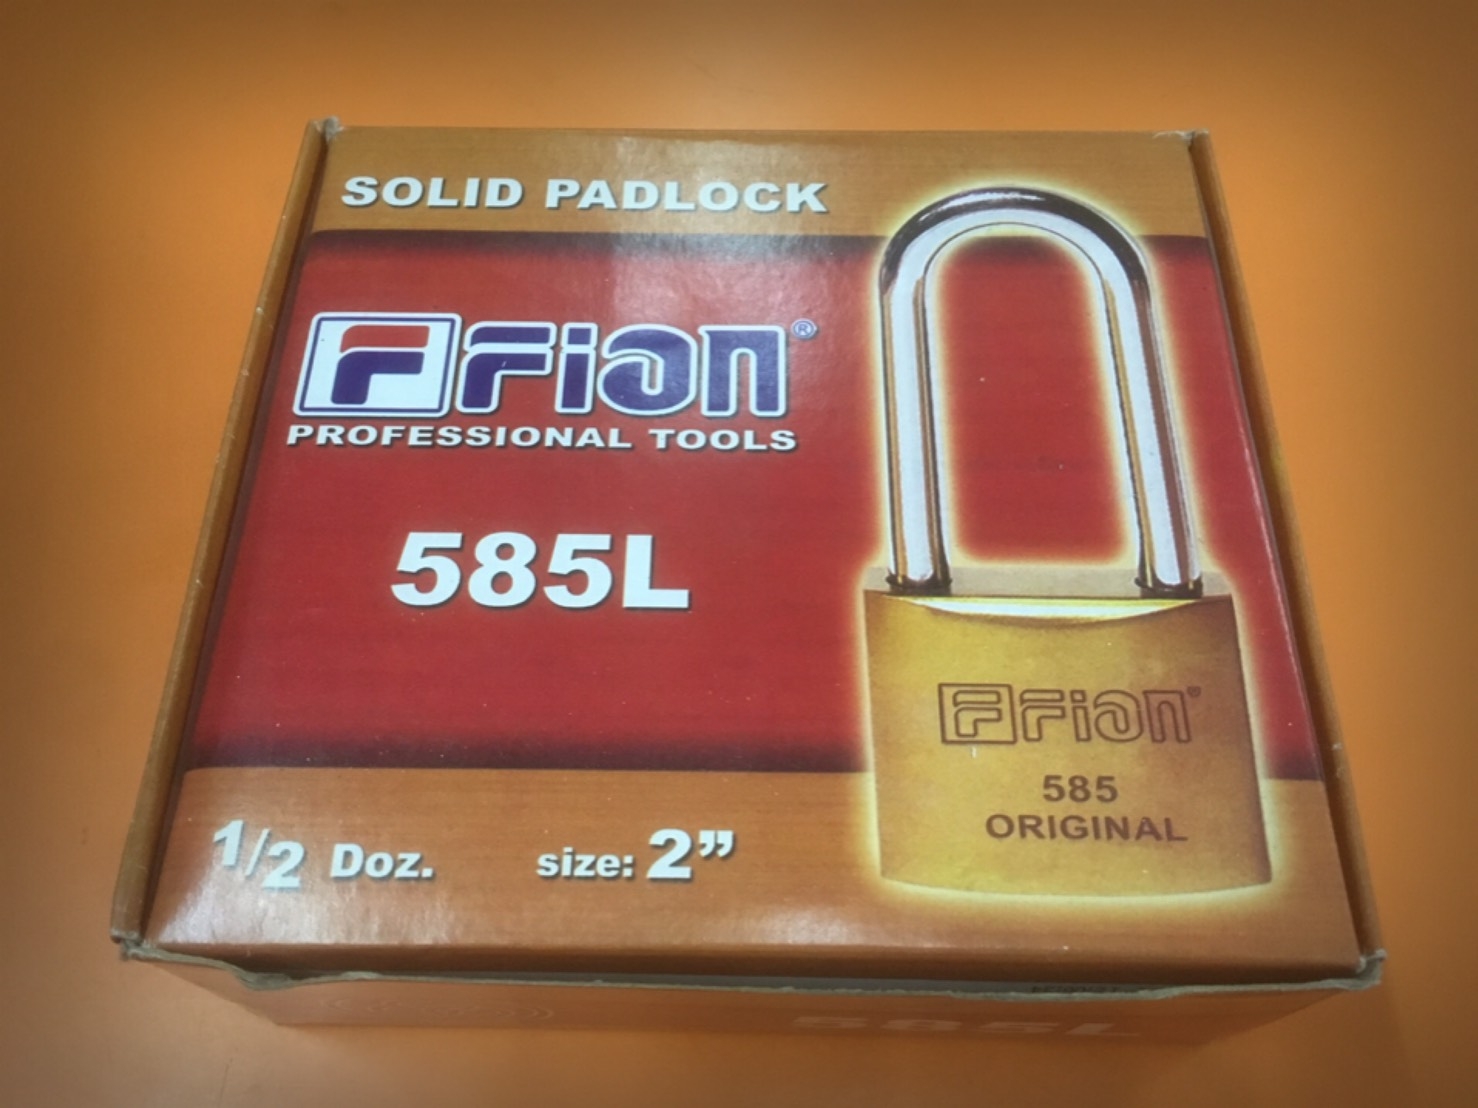 SOLID PADLOCK
F Fion®
PROFESSIONAL TOOLS
585L
1/2 Doz. size: 2”
F Fion®
585
ORIGINAL
585L